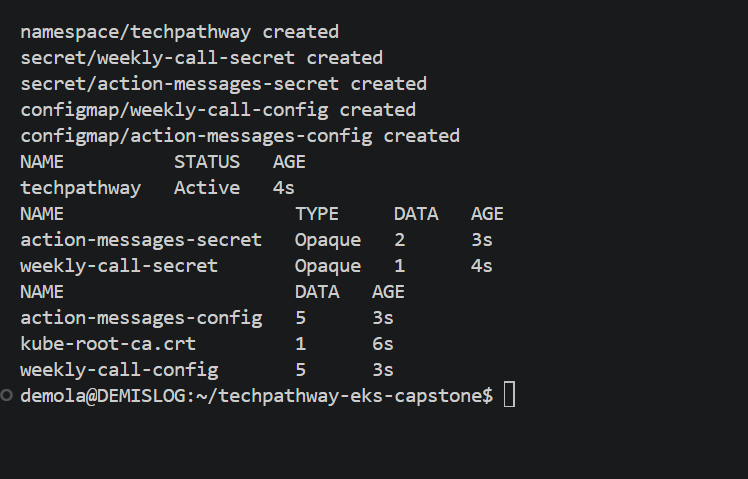 namespace/techpathway created
secret/weekly-call-secret created
secret/action-messages-secret created
configmap/weekly-call-config created
configmap/action-messages-config created
NAME          STATUS   AGE
techpathway   Active   4s
NAME                     TYPE     DATA   AGE
action-messages-secret   Opaque   2      3s
weekly-call-secret       Opaque   1      4s
NAME                     DATA   AGE
action-messages-config   5      3s
kube-root-ca.crt         1      6s
weekly-call-config       5      3s
demola@DEMISLOG:~/techpathway-eks-capstone$